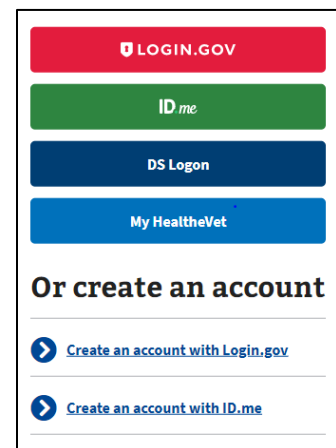 LOGIN.GOV
ID.me
DS Logon
My HealtheVet
Or create an account
Create an account with Login.gov
Create an account with ID.me